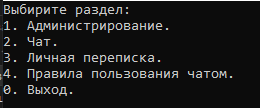 Выбирите раздел:
1. Администрирование.
2. Чат.
3. Личная переписка.
4. Правила пользования чатом.
0. Выход.